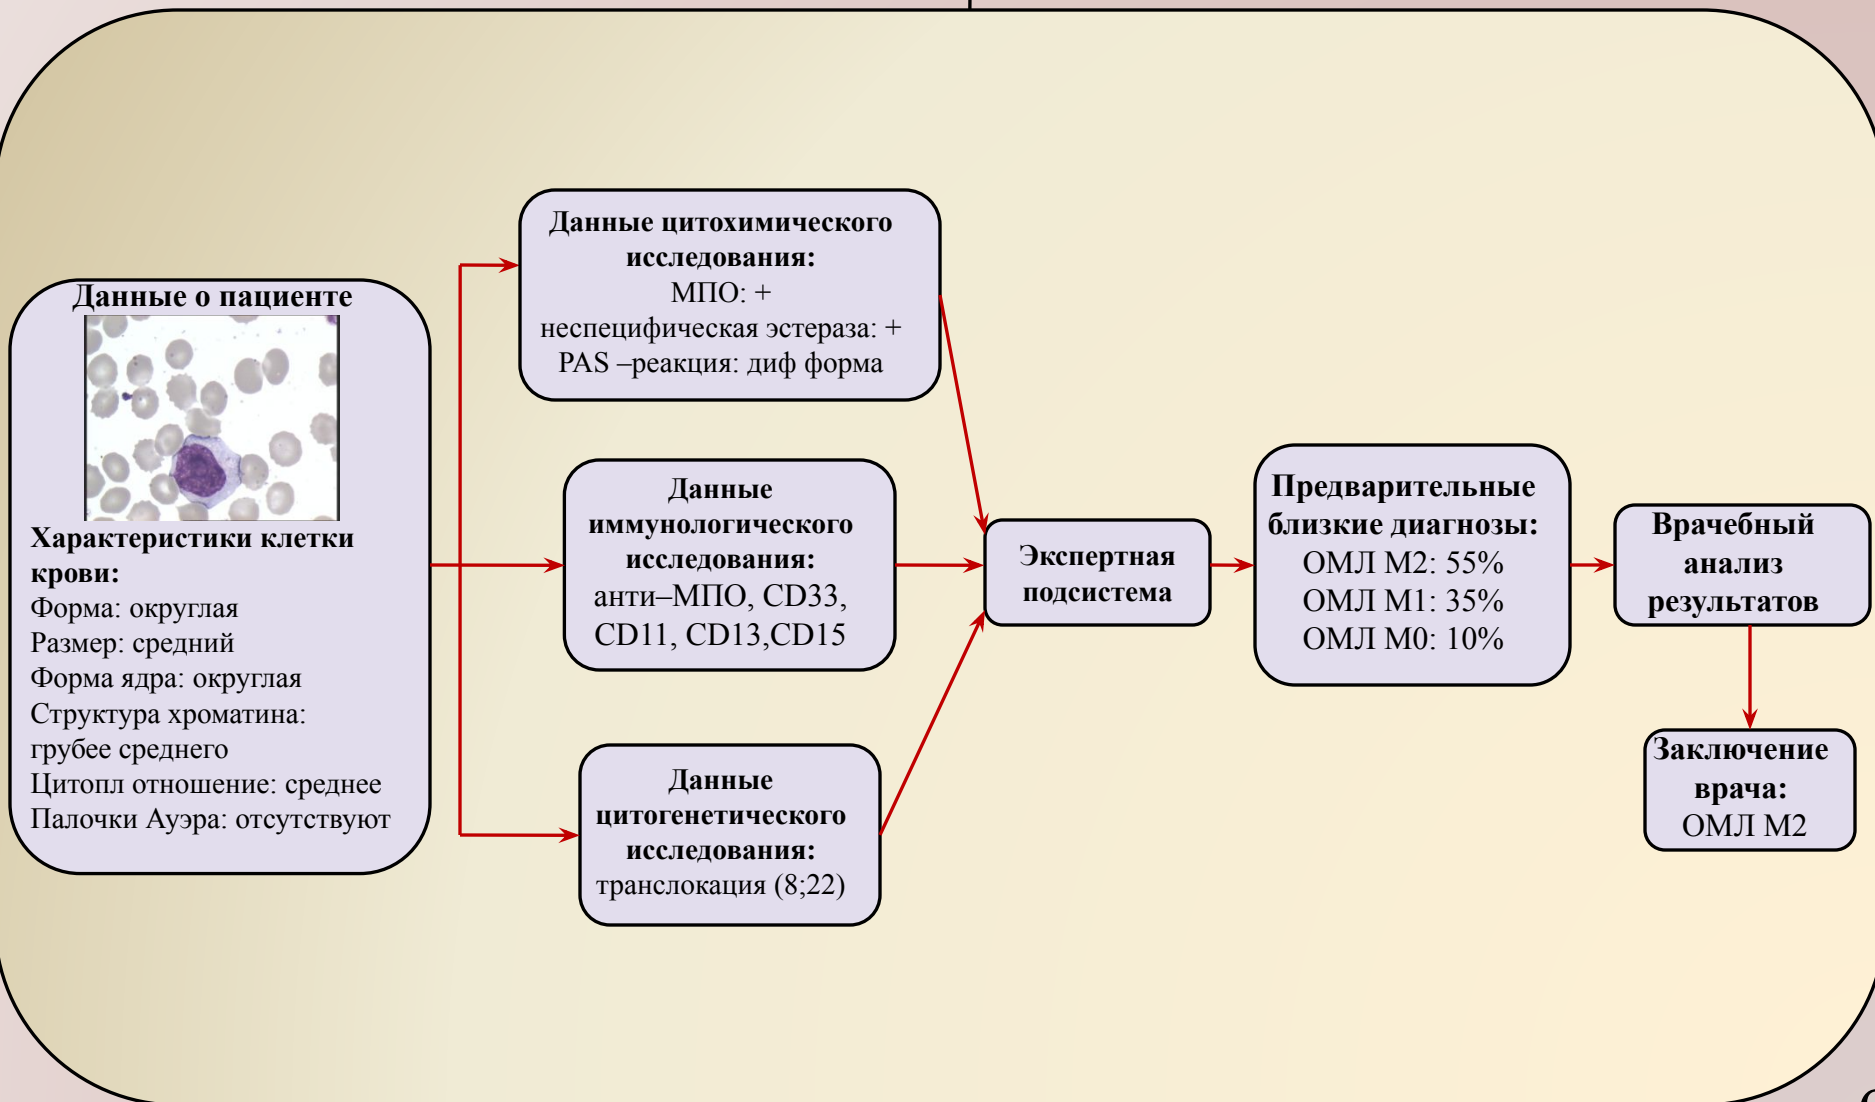 Данные о пациенте
Характеристики клетки
крови:
Форма: округлая
Размер: средний
Форма ядра: округлая
Структура хроматина:
грубее среднего
Цитопл отношение: среднее
Палочки Ауэра: отсутствуют
Данные цитохимического
исследования:
МПО: +
неспецифическая эстераза: +
PAS –реакция: диф форма
Данные
иммунологического
исследования:
анти–МПО, CD33,
CD11, CD13,CD15
Данные
цитогенетического
исследования:
транслокация (8;22)
Экспертная
подсистема
Предварительные
близкие диагнозы:
ОМЛ М2: 55%
ОМЛ М1: 35%
ОМЛ М0: 10%
Врачебный
анализ
результатов
Заключение
врача:
ОМЛ М2